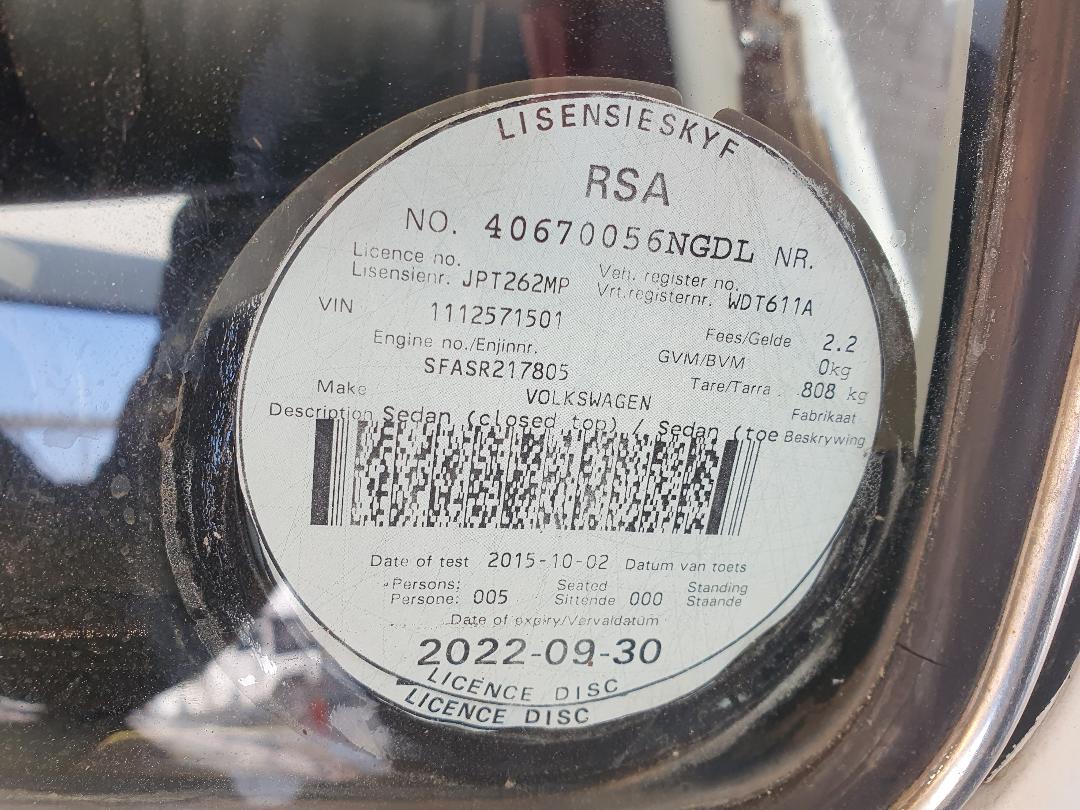 LISENSIESKYF
RSA
NO. 40670056NGDL NR.
Licence no.
Lisensienr. JPT262MP
Veh. register no.
Vrt.registernr. WDT611A
VIN 1112571501
Fees/Gelde 2.2
Engine no./Enjinnr.
SFASR217805
GVM/BVM 0kg
Tare/Tarra 808 kg
Make VOLKSWAGEN Fabrikaat
Description Sedan (closed top) / Sedan (toe Beskrywing
Date of test 2015-10-02 Datum van toets
Persons: Seated Standing
Persone: 005 Sittende 000 Staande
Date of expiry/Vervaldatum
2022-09-30
LICENCE DISC
LICENCE DISC